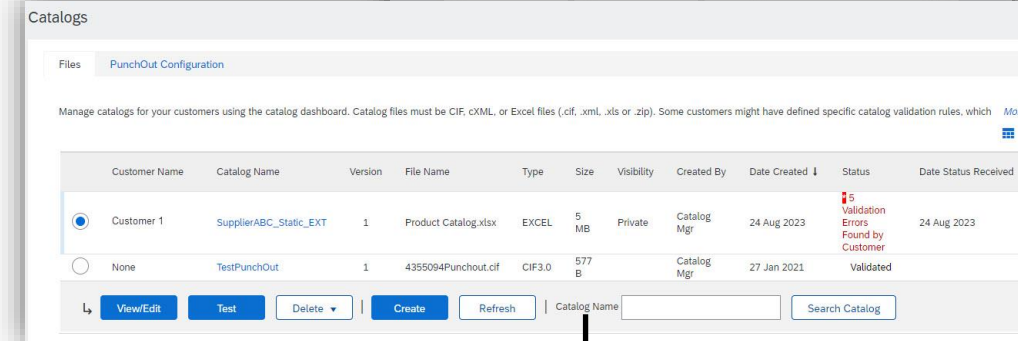 Catalogs
Files PunchOut Configuration
Manage catalogs for your customers using the catalog dashboard. Catalog files must be CIF, cXML, or Excel files (.cif, .xml, .xls or .zip). Some customers might have defined specific catalog validation rules, which Mo
Customer Name Catalog Name Version File Name Type Size Visibility Created By Date Created ↓ Status Date Status Received
Customer 1 SupplierABC_Static_EXT 1 Product Catalog.xlsx EXCEL 5 MB Private Catalog Mgr 24 Aug 2023 5 Validation Errors Found by Customer 24 Aug 2023
None TestPunchOut 1 4355094Punchout.cif CIF3.0 577 B Catalog Mgr 27 Jan 2021 Validated
View/Edit Test Delete Create Refresh Catalog Name Search Catalog